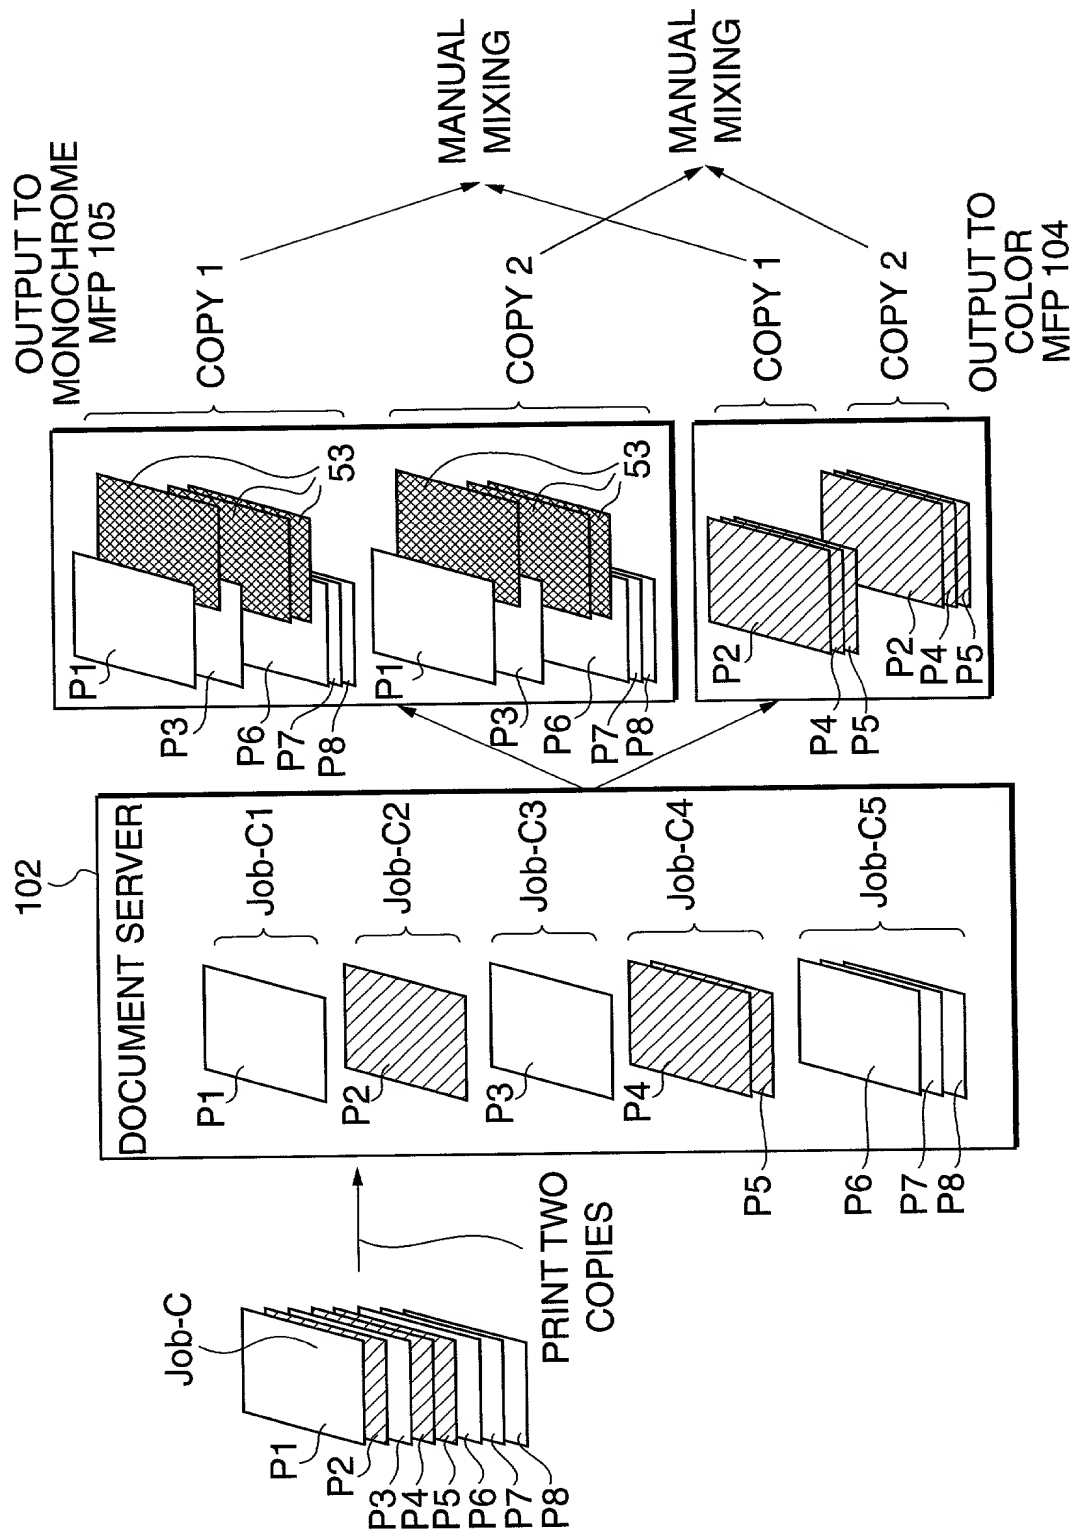 Job-C
P1
P2
P3
P4
P5
P6
P7
P8
PRINT TWO
COPIES
102
DOCUMENT SERVER
P1
Job-C1
P2
Job-C2
P3
Job-C3
P4
P5
Job-C4
P6
P7
P8
Job-C5
OUTPUT TO
MONOCHROME
MFP 105
P1
P3
P6
P7
P8
53
COPY 1
P1
P3
P6
P7
P8
53
COPY 2
P2
P4
P5
COPY 1
P2
P4
P5
COPY 2
OUTPUT TO
COLOR
MFP 104
MANUAL
MIXING
MANUAL
MIXING